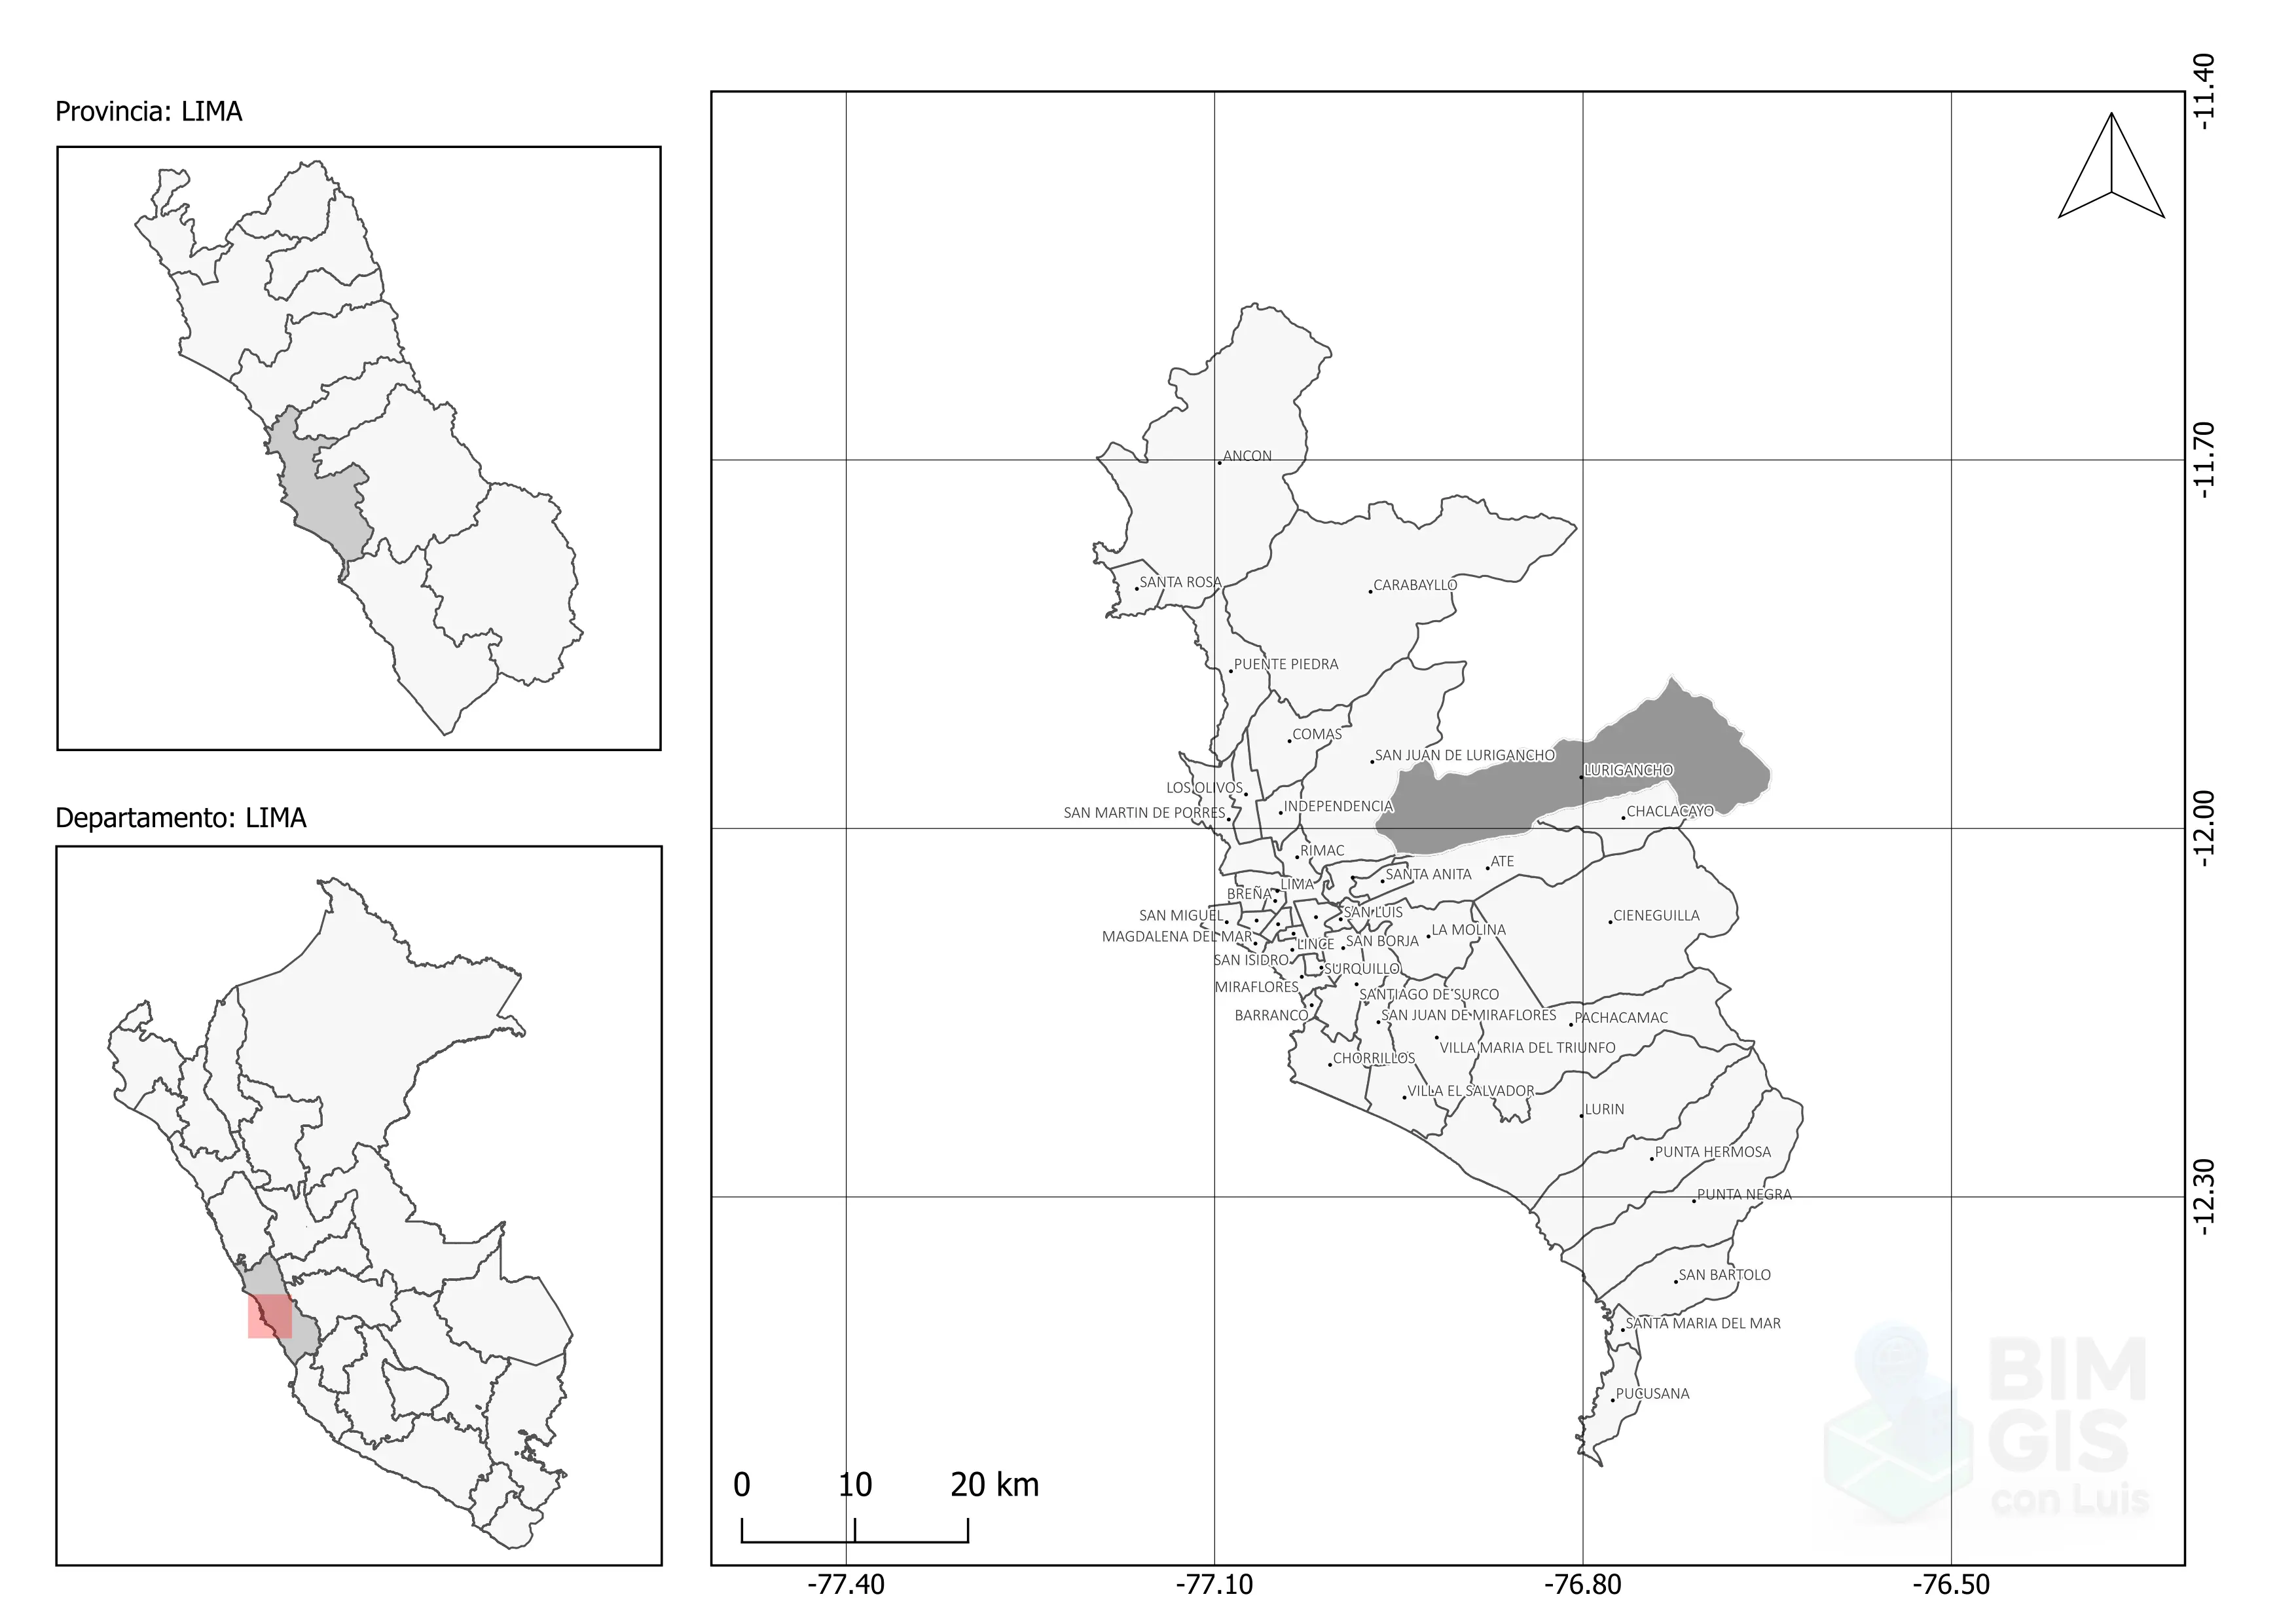 Provincia: LIMA
Departamento: LIMA
ANCON
SANTA ROSA
CARABAYLLO
PUENTE PIEDRA
COMAS
SAN JUAN DE LURIGANCHO
LURIGANCHO
LOS OLIVOS
INDEPENDENCIA
SAN MARTIN DE PORRES
CHACLACAYO
RIMAC
ATE
SANTA ANITA
LIMA
BREÑA
SAN MIGUEL
SAN LUIS
CIENEGUILLA
MAGDALENA DEL MAR
LINCE
SAN BORJA
LA MOLINA
SAN ISIDRO
SURQUILLO
MIRAFLORES
SANTIAGO DE SURCO
BARRANCO
SAN JUAN DE MIRAFLORES
PACHACAMAC
VILLA MARIA DEL TRIUNFO
CHORRILLOS
VILLA EL SALVADOR
LURIN
PUNTA HERMOSA
PUNTA NEGRA
SAN BARTOLO
SANTA MARIA DEL MAR
PUCUSANA
0 10 20 km
-77.40 -77.10 -76.80 -76.50
-11.40
-11.70
-12.00
-12.30
BIM
GIS
con Luis